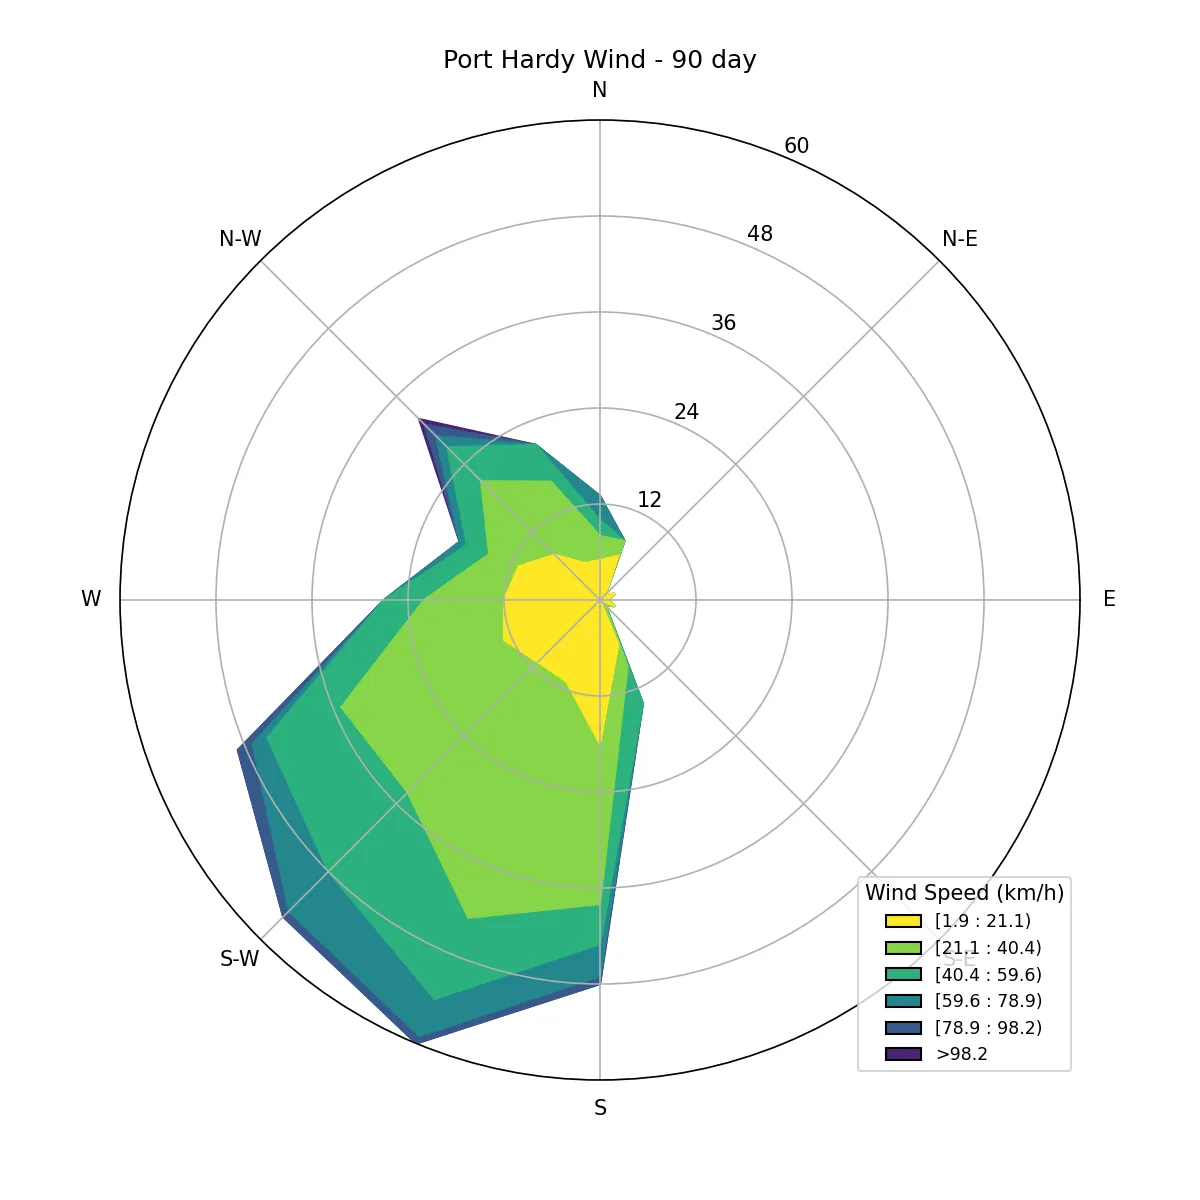 Port Hardy Wind - 90 day
N
60
N-W
N-E
48
36
24
12
W
E
Wind Speed (km/h)
[1.9 : 21.1)
[21.1 : 40.4)
S-W
S-E
[40.4 : 59.6)
[59.6 : 78.9)
[78.9 : 98.2)
>98.2
S